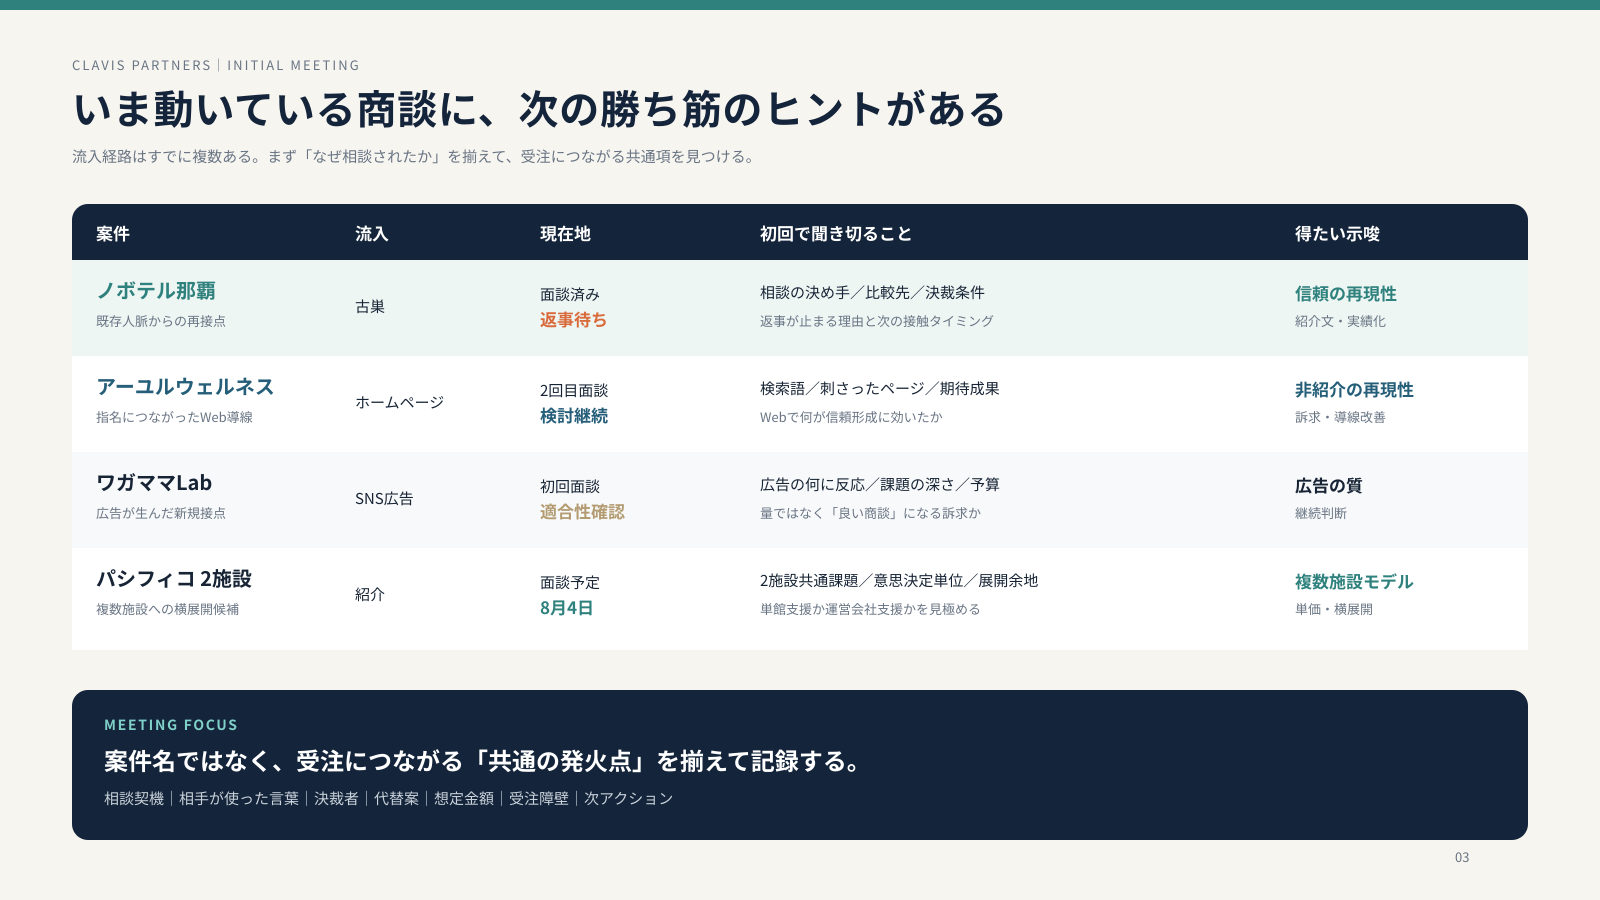 CLAVIS PARTNERS｜INITIAL MEETING
いま動いている商談に、次の勝ち筋のヒントがある
流入経路はすでに複数ある。まず「なぜ相談されたか」を揃えて、受注につながる共通項を見つける。
案件 流入 現在地 初回で聞き切ること 得たい示唆
ノボテル那覇
既存人脈からの再接点
古巣
面談済み
返事待ち
相談の決め手／比較先／決裁条件
返事が止まる理由と次の接触タイミング
信頼の再現性
紹介文・実績化
アーユルウェルネス
指名につながったWeb導線
ホームページ
2回目面談
検討継続
検索語／刺さったページ／期待成果
Webで何が信頼形成に効いたか
非紹介の再現性
訴求・導線改善
ワガママLab
広告が生んだ新規接点
SNS広告
初回面談
適合性確認
広告の何に反応／課題の深さ／予算
量ではなく「良い商談」になる訴求か
広告の質
継続判断
パシフィコ 2施設
複数施設への横展開候補
紹介
面談予定
8月4日
2施設共通課題／意思決定単位／展開余地
単館支援か運営会社支援かを見極める
複数施設モデル
単価・横展開
MEETING FOCUS
案件名ではなく、受注につながる「共通の発火点」を揃えて記録する。
相談契機｜相手が使った言葉｜決裁者｜代替案｜想定金額｜受注障壁｜次アクション
03